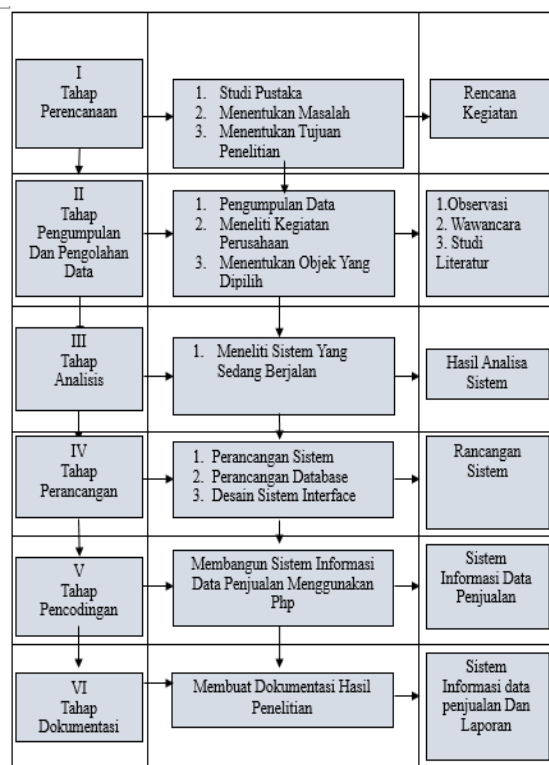 I
Tahap
Perencanaan
1. Studi Pustaka
2. Menentukan Masalah
3. Menentukan Tujuan
Penelitian
Rencana
Kegiatan
II
Tahap
Pengumpulan
Dan Pengolahan
Data
1. Pengumpulan Data
2. Meneliti Kegiatan
Perusahaan
3. Menentukan Objek Yang
Dipilih
1.Observasi
2. Wawancara
3. Studi
Literatur
III
Tahap
Analisis
1. Meneliti Sistem Yang
Sedang Berjalan
Hasil Analisa
Sistem
IV
Tahap
Perancangan
1. Perancangan Sistem
2. Perancangan Database
3. Desain Sistem Interface
Rancangan
Sistem
V
Tahap
Pencodingan
Membangun Sistem Informasi
Data Penjualan Menggunakan
Php
Sistem
Informasi Data
Penjualan
VI
Tahap
Dokumentasi
Membuat Dokumentasi Hasil
Penelitian
Sistem
Informasi data
penjualan Dan
Laporan